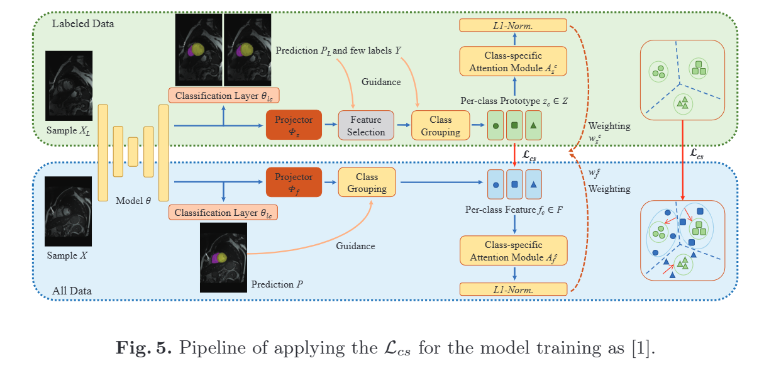 Labeled Data
Sample X_L
Model θ
Classification Layer θ_lc
Prediction P_L and few labels Y
Guidance
Projector Φ_z
Feature Selection
Class Grouping
L1-Norm.
Class-specific Attention Module A_z^c
Per-class Prototype z_c ∈ Z
Weighting w_z^c
ℒ_cs
ℒ_cs
w_f^c Weighting
Projector Φ_f
Class Grouping
Classification Layer θ_lc
Guidance
Per-class Feature f_c ∈ F
Class-specific Attention Module A_f^c
L1-Norm.
Sample X
Prediction P
All Data
Fig. 5. Pipeline of applying the ℒ_cs for the model training as [1].